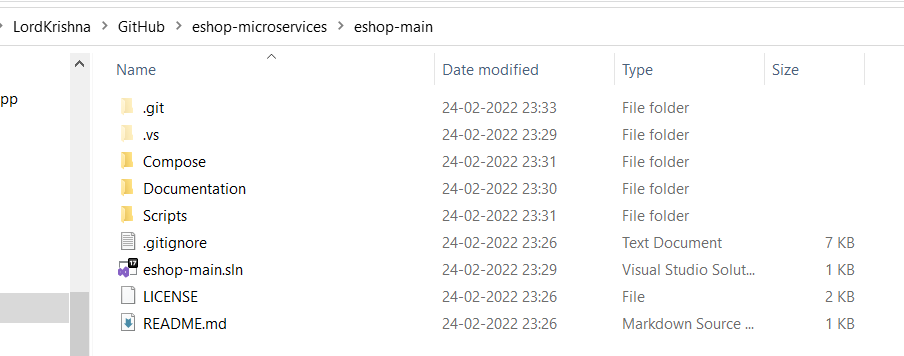 LordKrishna > GitHub > eshop-microservices > eshop-main
Name Date modified Type Size
pp
.git 24-02-2022 23:33 File folder
.vs 24-02-2022 23:29 File folder
Compose 24-02-2022 23:31 File folder
Documentation 24-02-2022 23:30 File folder
Scripts 24-02-2022 23:31 File folder
.gitignore 24-02-2022 23:26 Text Document 7 KB
17 eshop-main.sln 24-02-2022 23:29 Visual Studio Solut... 1 KB
LICENSE 24-02-2022 23:26 File 2 KB
README.md 24-02-2022 23:26 Markdown Source ... 1 KB